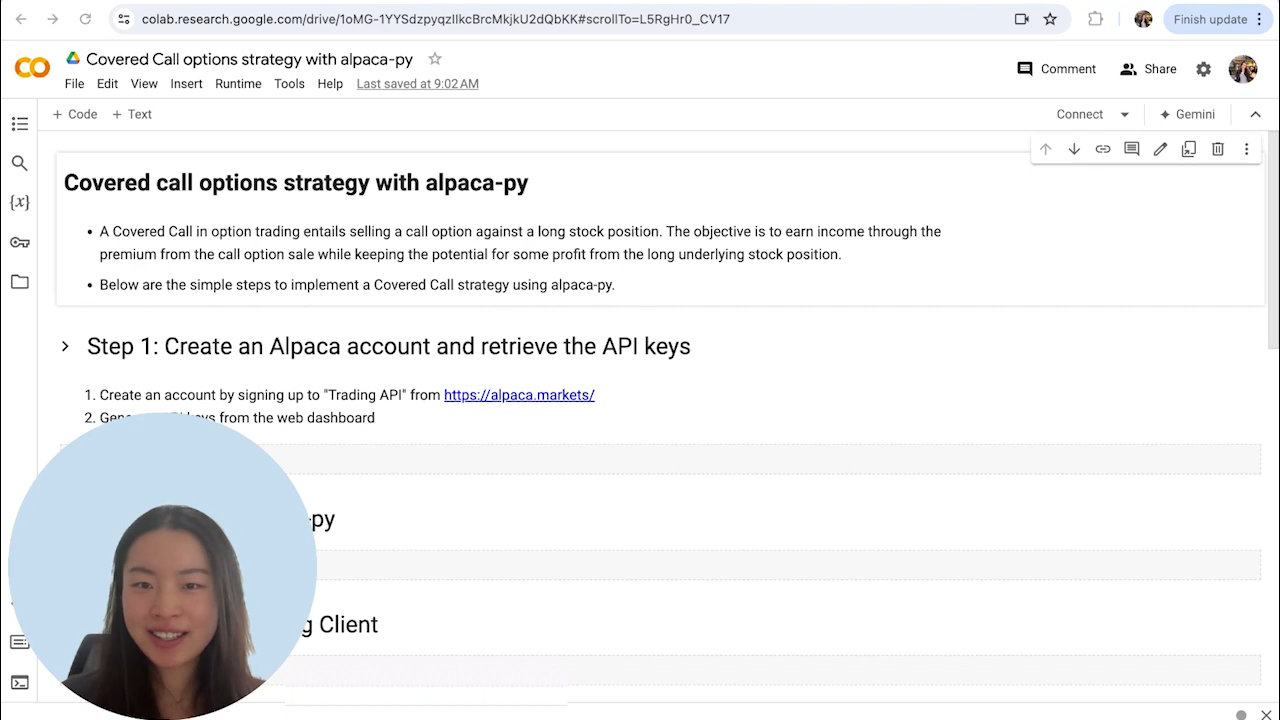 colab.research.google.com/drive/1oMG-1YYSdzpyqzIlkcBrcMkjkU2dQbKK#scrollTo=L5RgHr0_CV17
Finish update
Covered Call options strategy with alpaca-py
Comment
Share
File Edit View Insert Runtime Tools Help Last saved at 9:02 AM
+ Code + Text
Connect
Gemini
Covered call options strategy with alpaca-py
• A Covered Call in option trading entails selling a call option against a long stock position. The objective is to earn income through the
premium from the call option sale while keeping the potential for some profit from the long underlying stock position.
• Below are the simple steps to implement a Covered Call strategy using alpaca-py.
Step 1: Create an Alpaca account and retrieve the API keys
1. Create an account by signing up to "Trading API" from https://alpaca.markets/
2. from the web dashboard
-py
Client